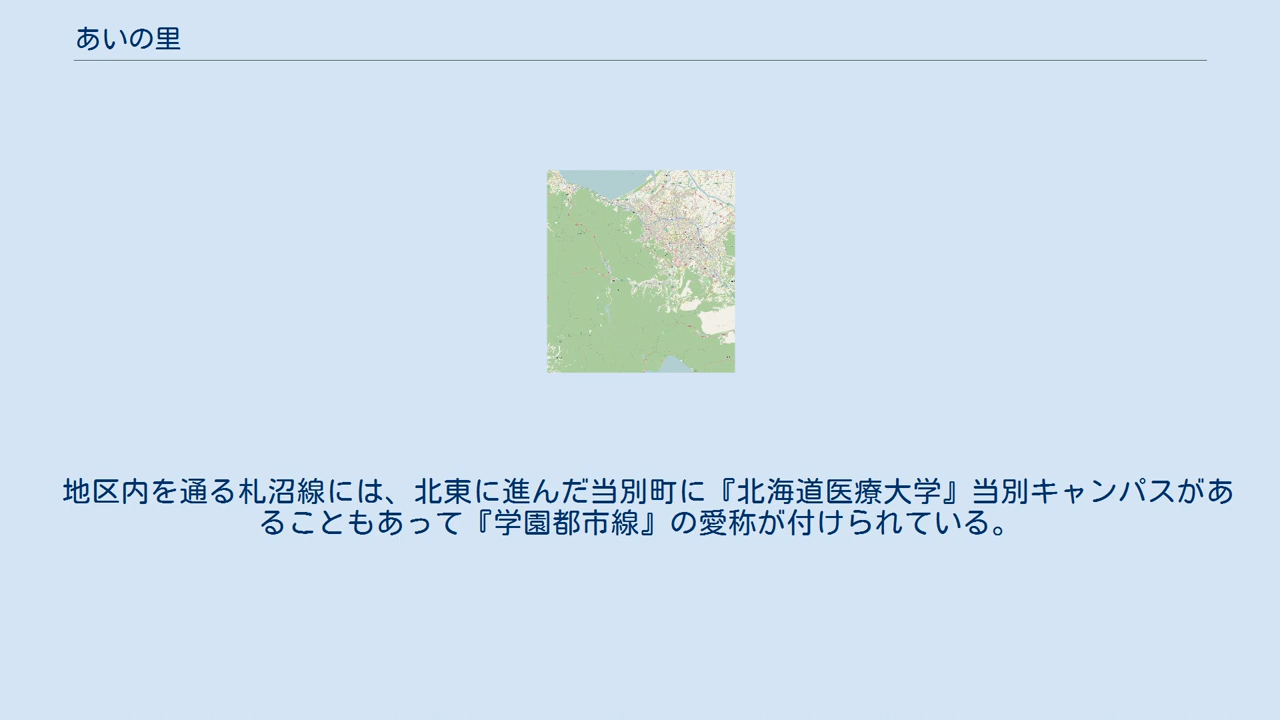 あいの里
地区内を通る札沼線には、北東に進んだ当別町に『北海道医療大学』当別キャンパスがあ
ることもあって『学園都市線』の愛称が付けられている。